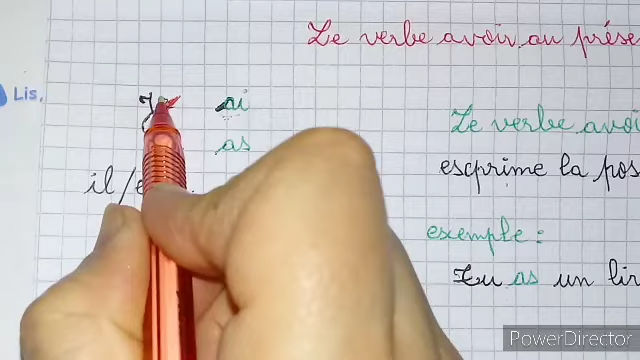 Le verbe avoir au prése
Lis.
ai
as
il/e
Le verbe avoi
esqrime la pos
exemple:
Tu as un lir
PowerDirector